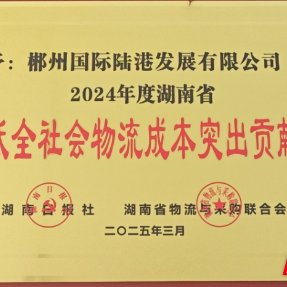 ：郴州国际陆港发展有限公司
2024年度湖南省
全社会物流成本突出贡献
湖南日报社 湖南省物流与采购联合会
二〇二五年三月